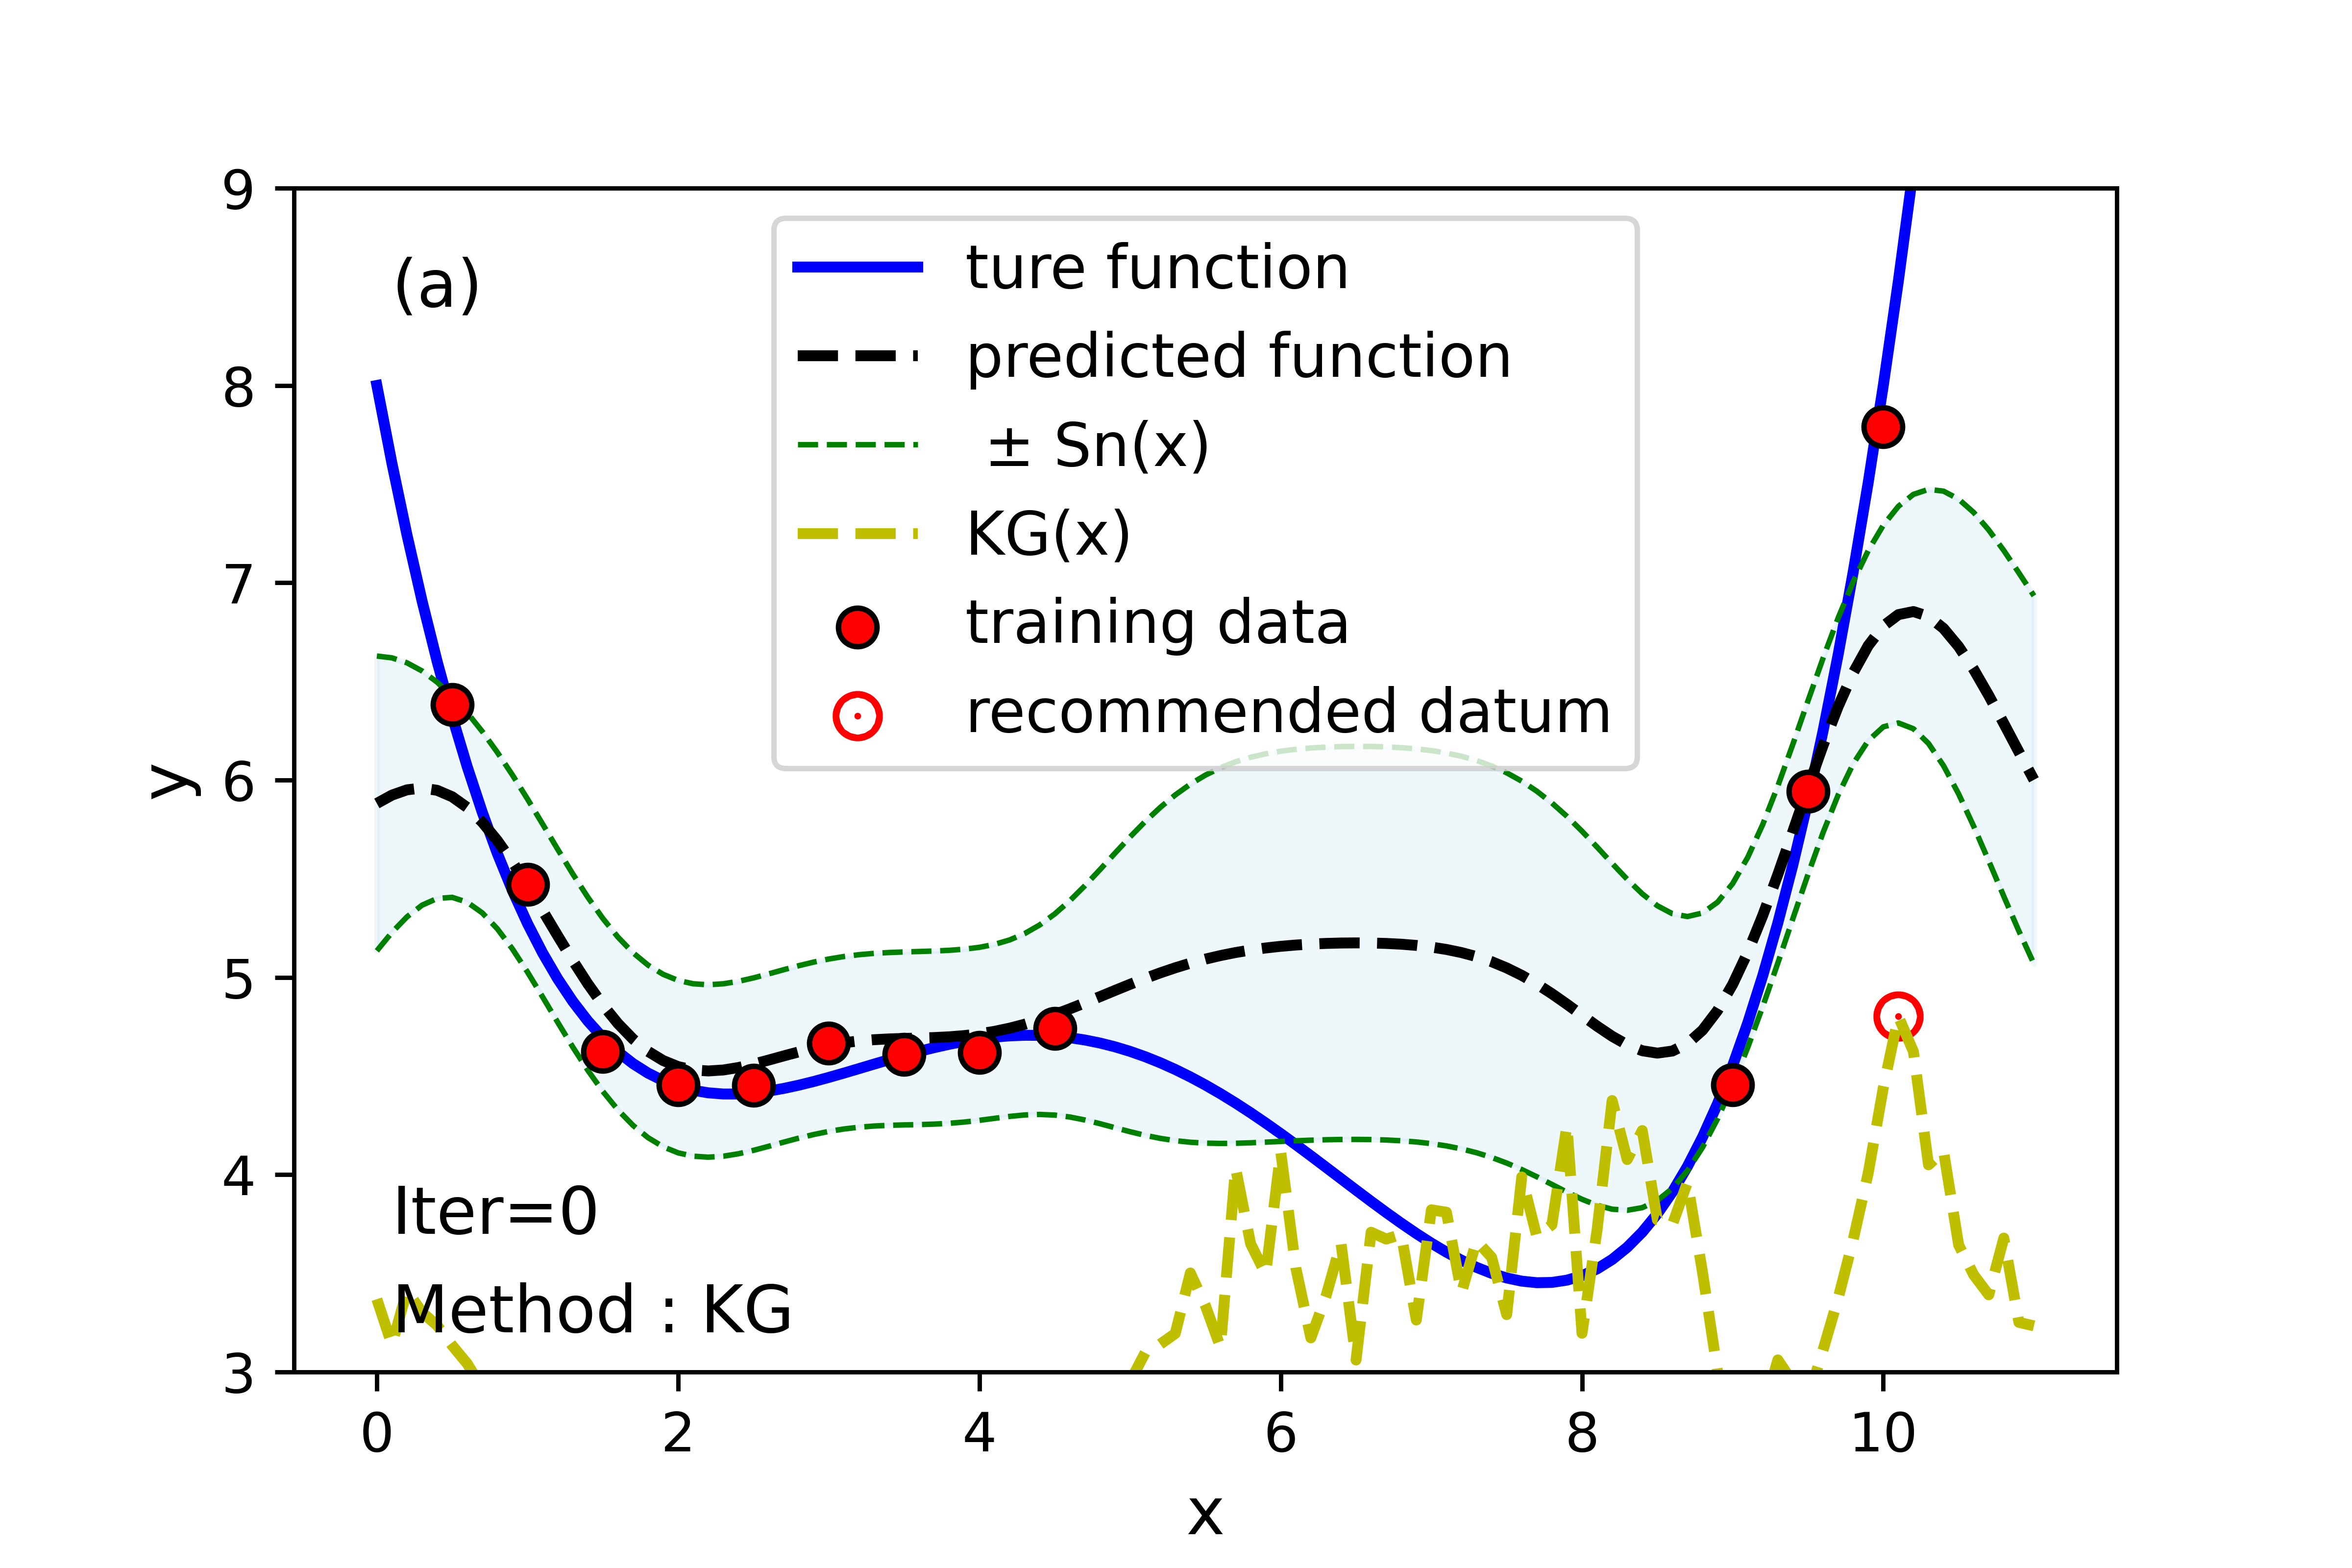 (a)
ture function
predicted function
± Sn(x)
KG(x)
training data
recommended datum
Iter=0
Method : KG
y
9
8
7
6
5
4
3
0 2 4 6 8 10
x